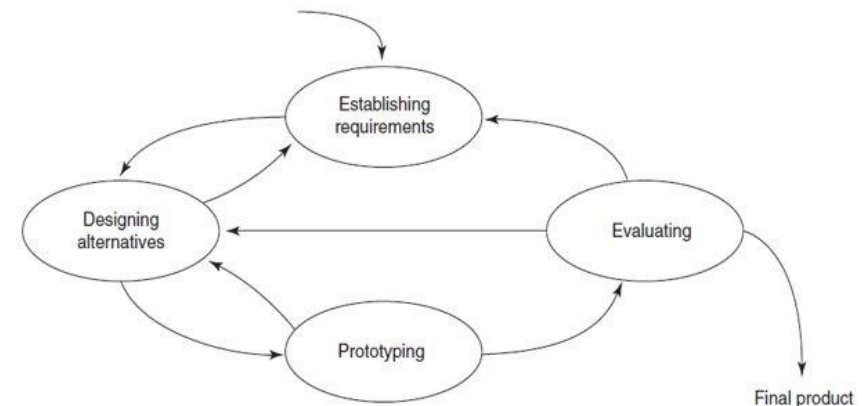 Establishing
requirements
Designing
alternatives
Evaluating
Prototyping
Final product